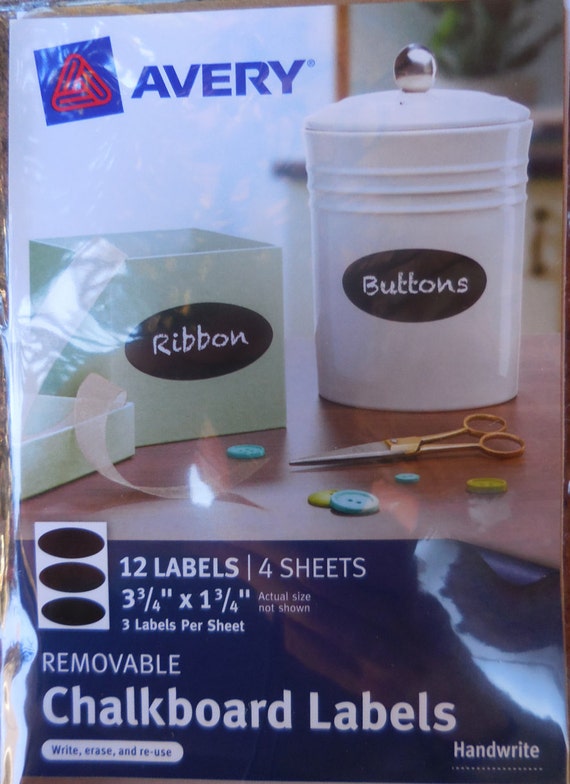 AVERY®
Buttons
Ribbon
12 LABELS | 4 SHEETS
3 3/4" x 1 3/4" Actual size not shown
3 Labels Per Sheet
REMOVABLE
Chalkboard Labels
Write, erase, and re-use
Handwrite